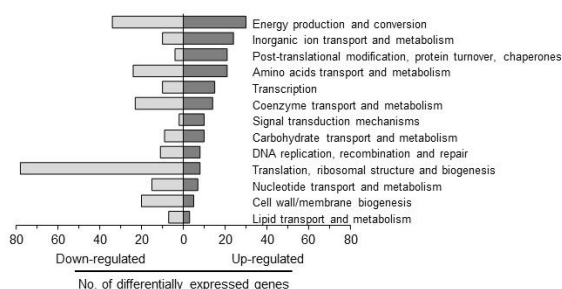 Energy production and conversion
Inorganic ion transport and metabolism
Post-translational modification, protein turnover, chaperones
Amino acids transport and metabolism
Transcription
Coenzyme transport and metabolism
Signal transduction mechanisms
Carbohydrate transport and metabolism
DNA replication, recombination and repair
Translation, ribosomal structure and biogenesis
Nucleotide transport and metabolism
Cell wall/membrane biogenesis
Lipid transport and metabolism
80 60 40 20 0 20 40 60 80
Down-regulated Up-regulated
No. of differentially expressed genes